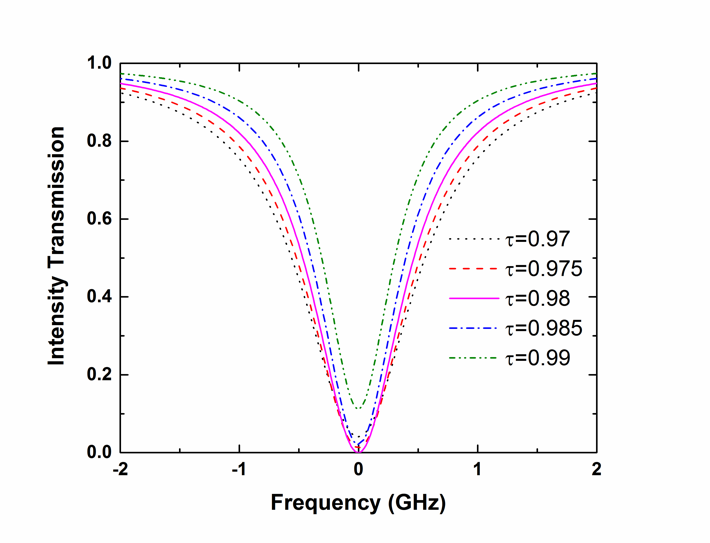 1.0
0.8
0.6
0.4
0.2
0.0
Intensity Transmission
τ=0.97
τ=0.975
τ=0.98
τ=0.985
τ=0.99
-2 -1 0 1 2
Frequency (GHz)